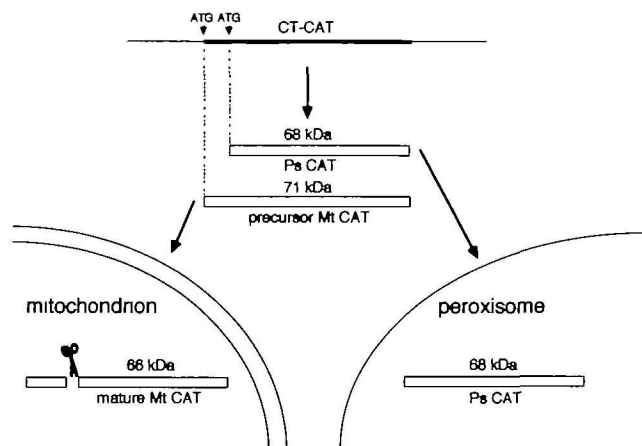 ATG ATG CT-CAT
68 kDa
Ps CAT
71 kDa
precursor Mt CAT
mitochondrion
peroxisome
66 kDa
mature Mt CAT
68 kDa
Ps CAT